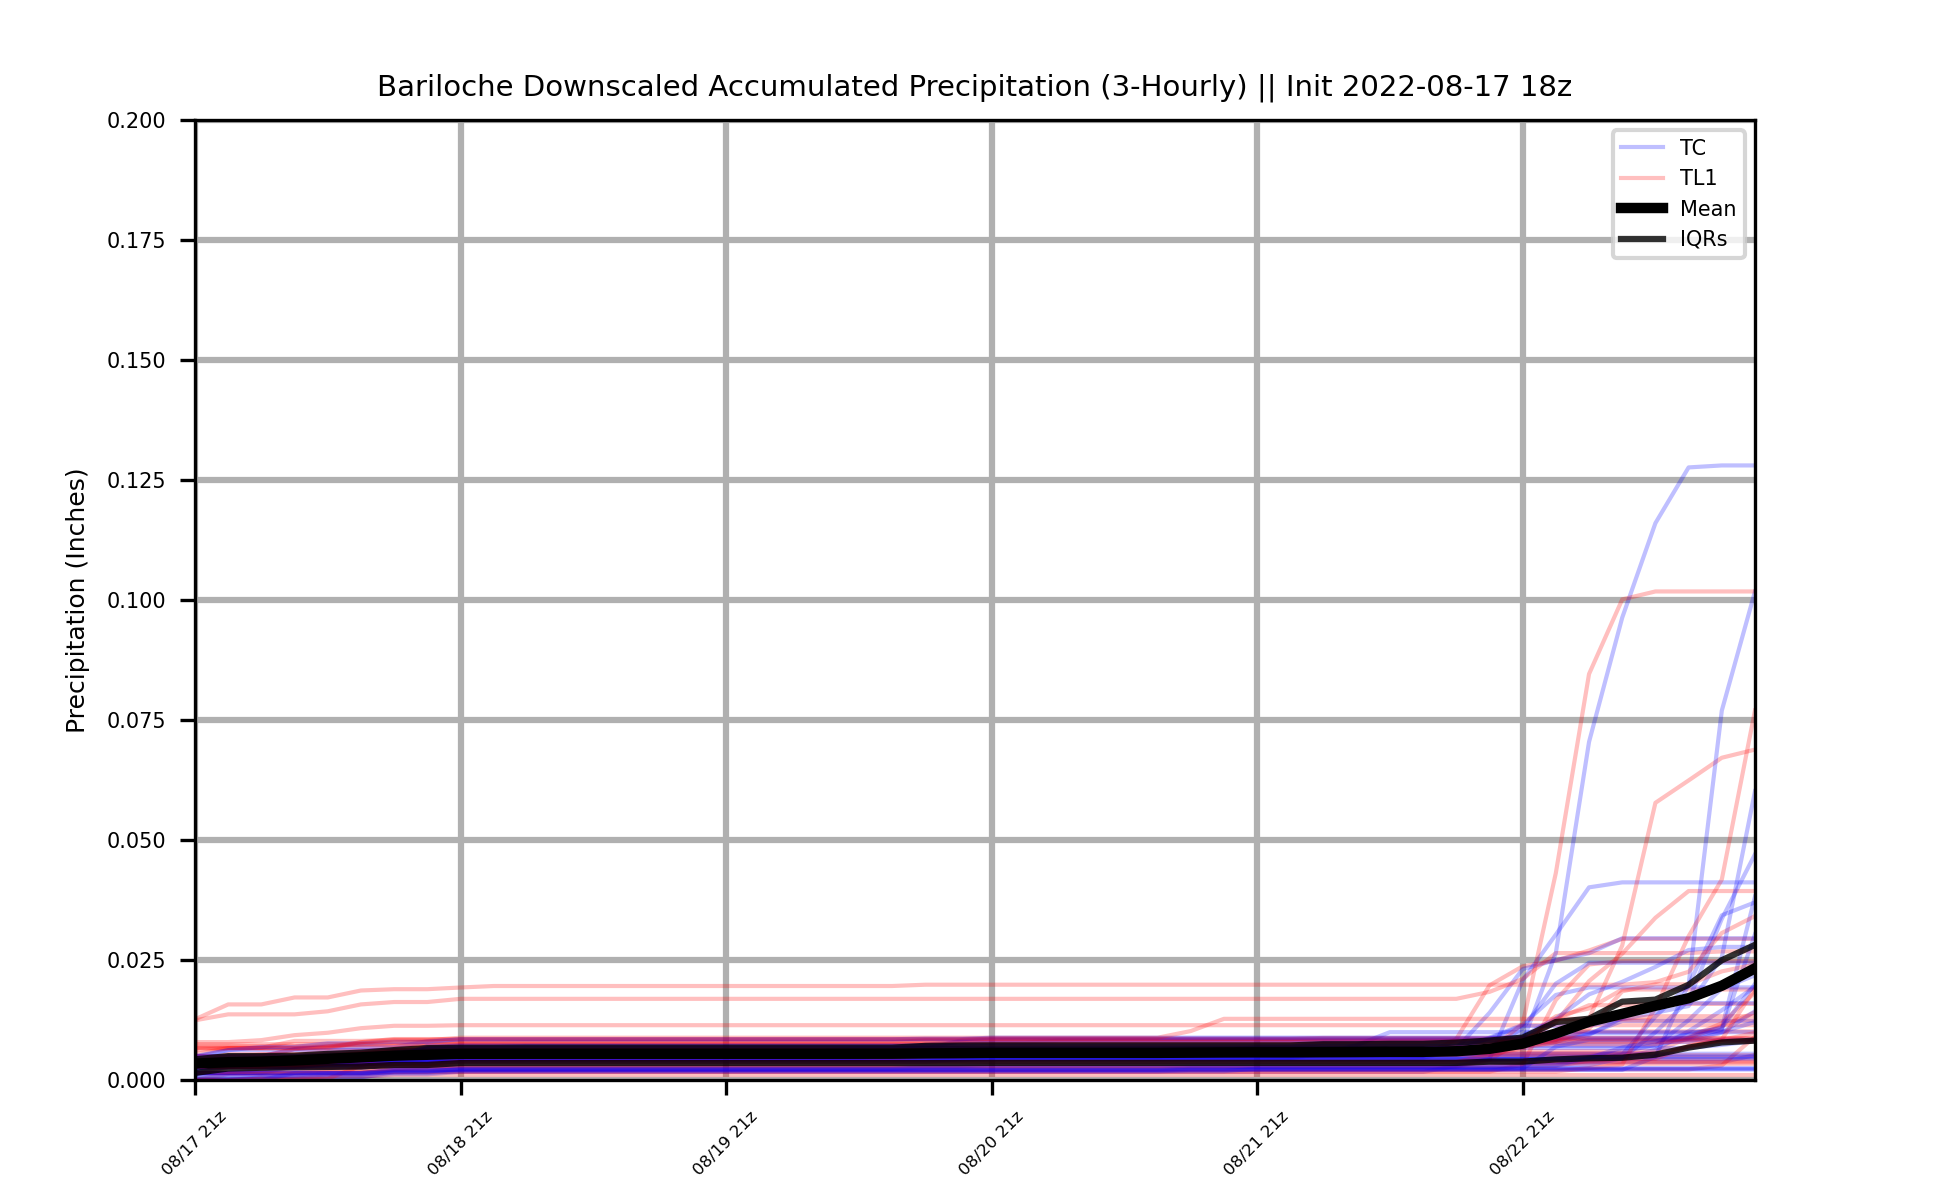 Bariloche Downscaled Accumulated Precipitation (3-Hourly) || Init 2022-08-17 18z
TC
TL1
Mean
IQRs
Precipitation (Inches)
0.200
0.175
0.150
0.125
0.100
0.075
0.050
0.025
0.000
08/17 21z
08/18 21z
08/19 21z
08/20 21z
08/21 21z
08/22 21z